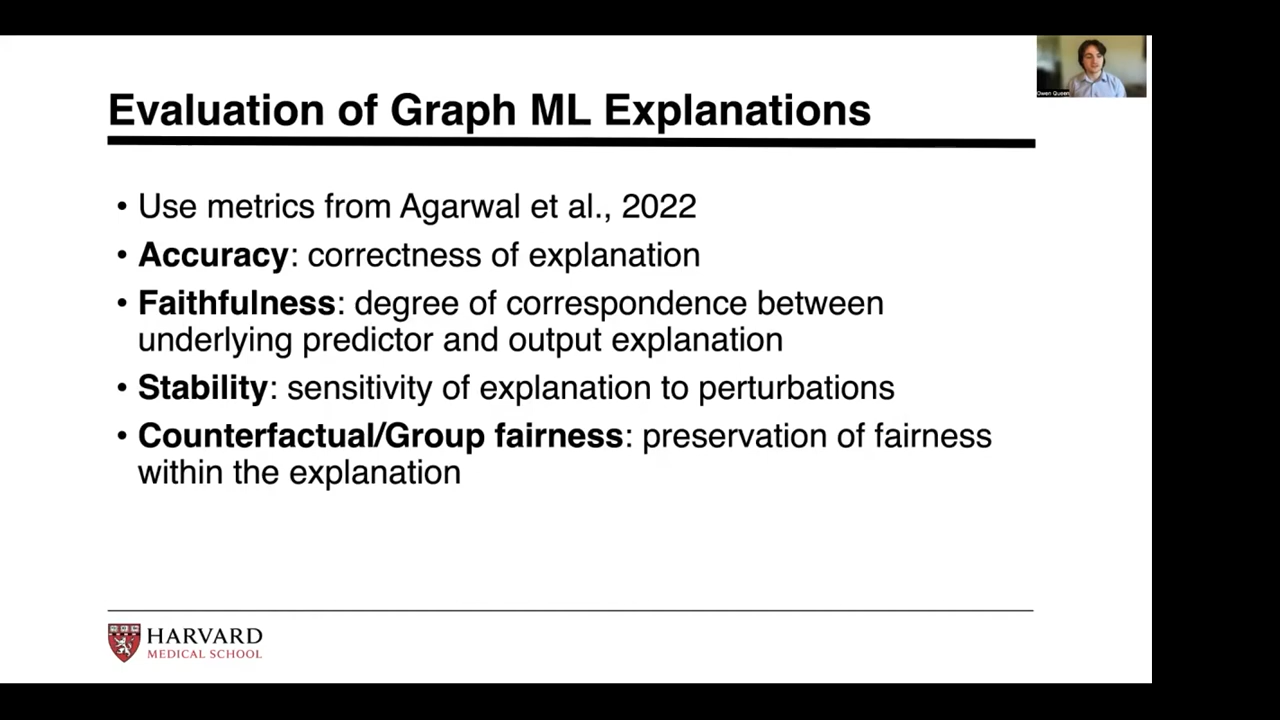 Owen Queen
Evaluation of Graph ML Explanations
• Use metrics from Agarwal et al., 2022
• Accuracy: correctness of explanation
• Faithfulness: degree of correspondence between
underlying predictor and output explanation
• Stability: sensitivity of explanation to perturbations
• Counterfactual/Group fairness: preservation of fairness
within the explanation
HARVARD
MEDICAL SCHOOL